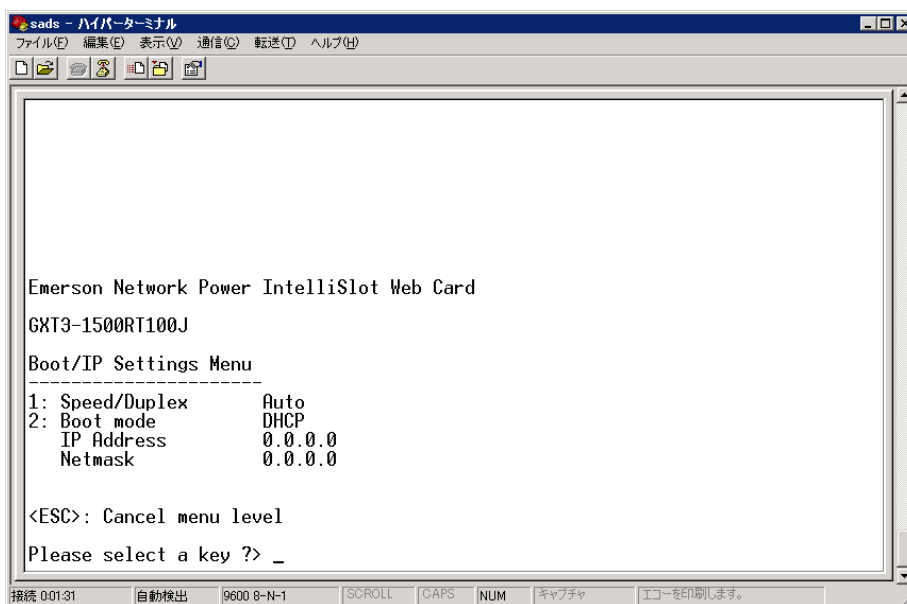 sads - ハイパーターミナル
ファイル(F) 編集(E) 表示(V) 通信(C) 転送(T) ヘルプ(H)
Emerson Network Power IntelliSlot Web Card
GXT3-1500RT100J
Boot/IP Settings Menu
----------------------
1: Speed/Duplex Auto
2: Boot mode DHCP
IP Address 0.0.0.0
Netmask 0.0.0.0
<ESC>: Cancel menu level
Please select a key ?> _
接続 0:01:31 自動検出 9600 8-N-1 SCROLL CAPS NUM キャプチャ エコーを印刷します。